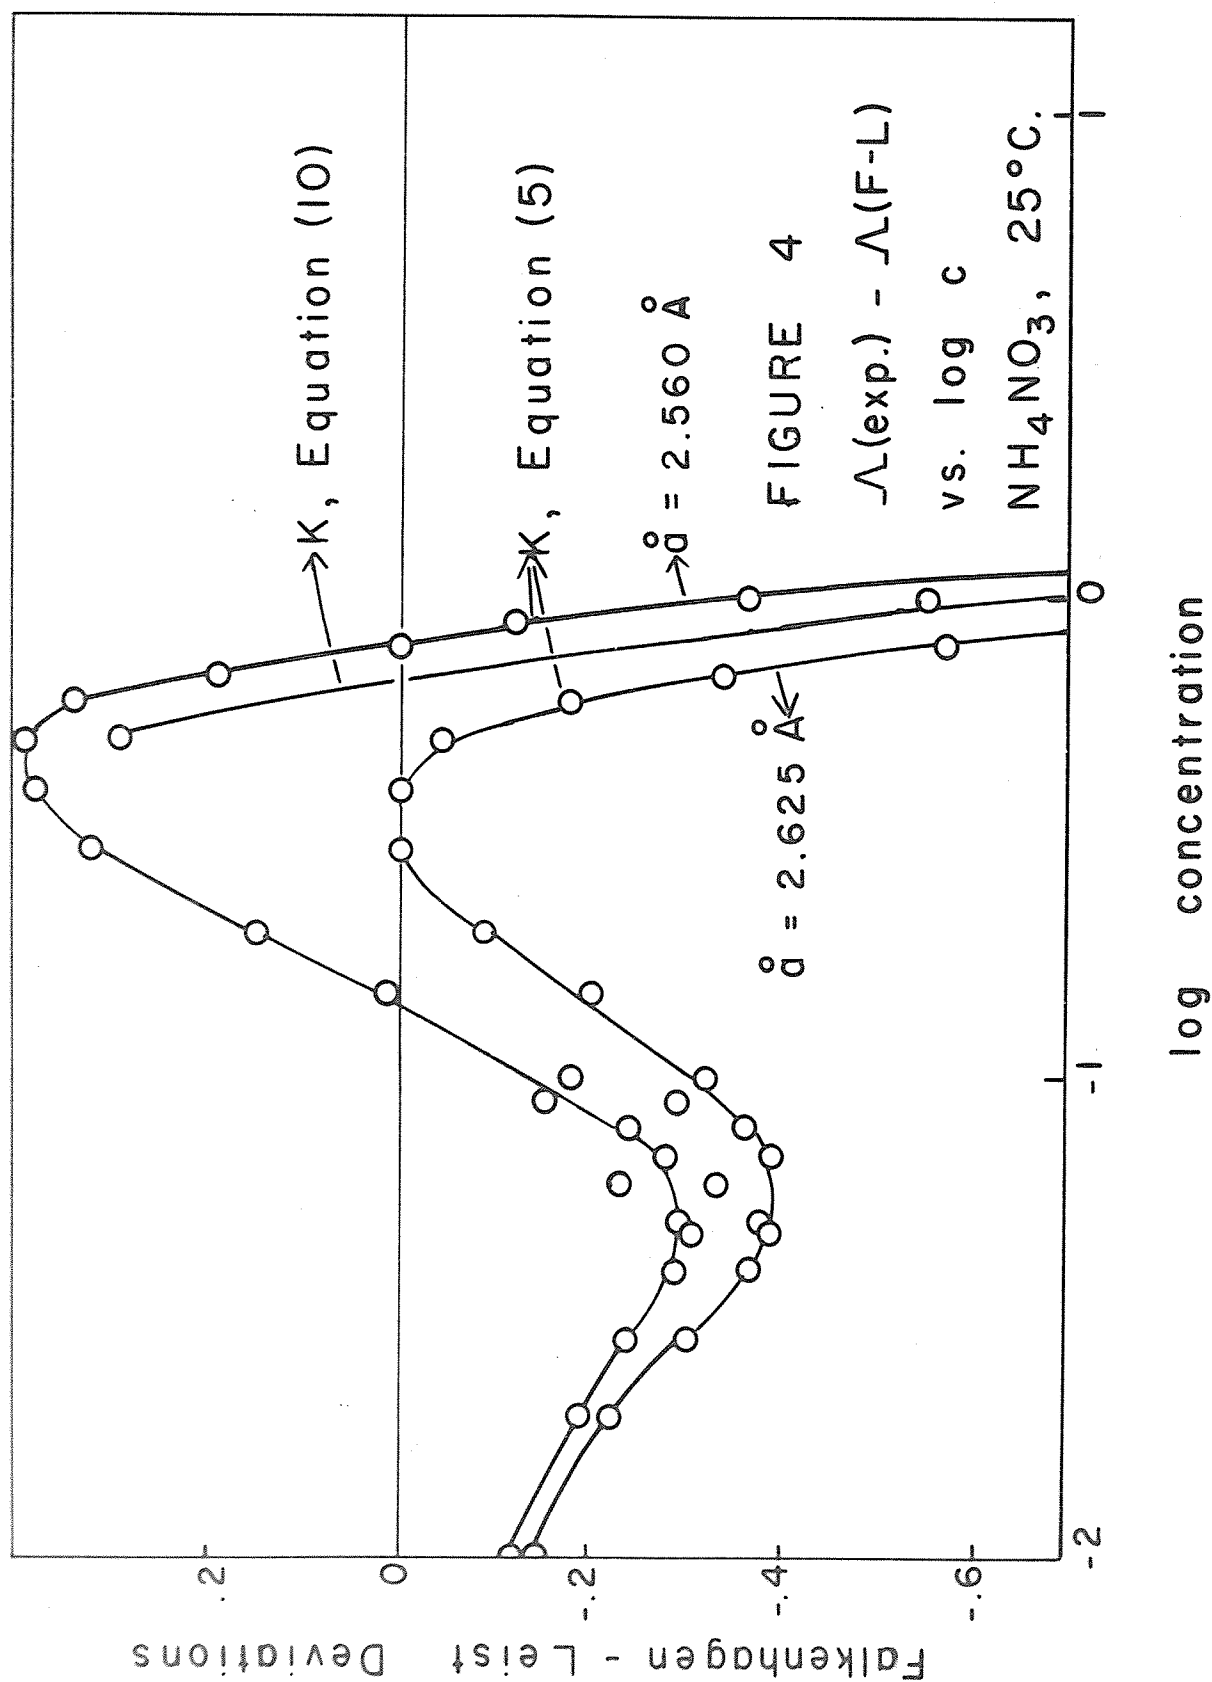 Falkenhagen - Leist Deviations
.2
0
-.2
-.4
-.6
K, Equation (10)
K, Equation (5)
å = 2.560 Å
å = 2.625 Å
FIGURE 4
Λ(exp.) - Λ(F-L)
vs. log c
NH4NO3, 25°C.
-2
-1
0
1
log concentration